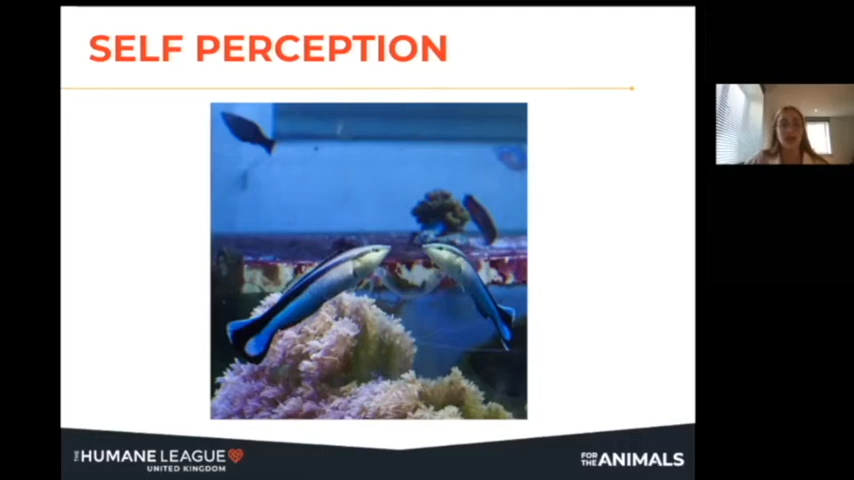 SELF PERCEPTION
THE HUMANE LEAGUE
UNITED KINGDOM
FOR THE ANIMALS